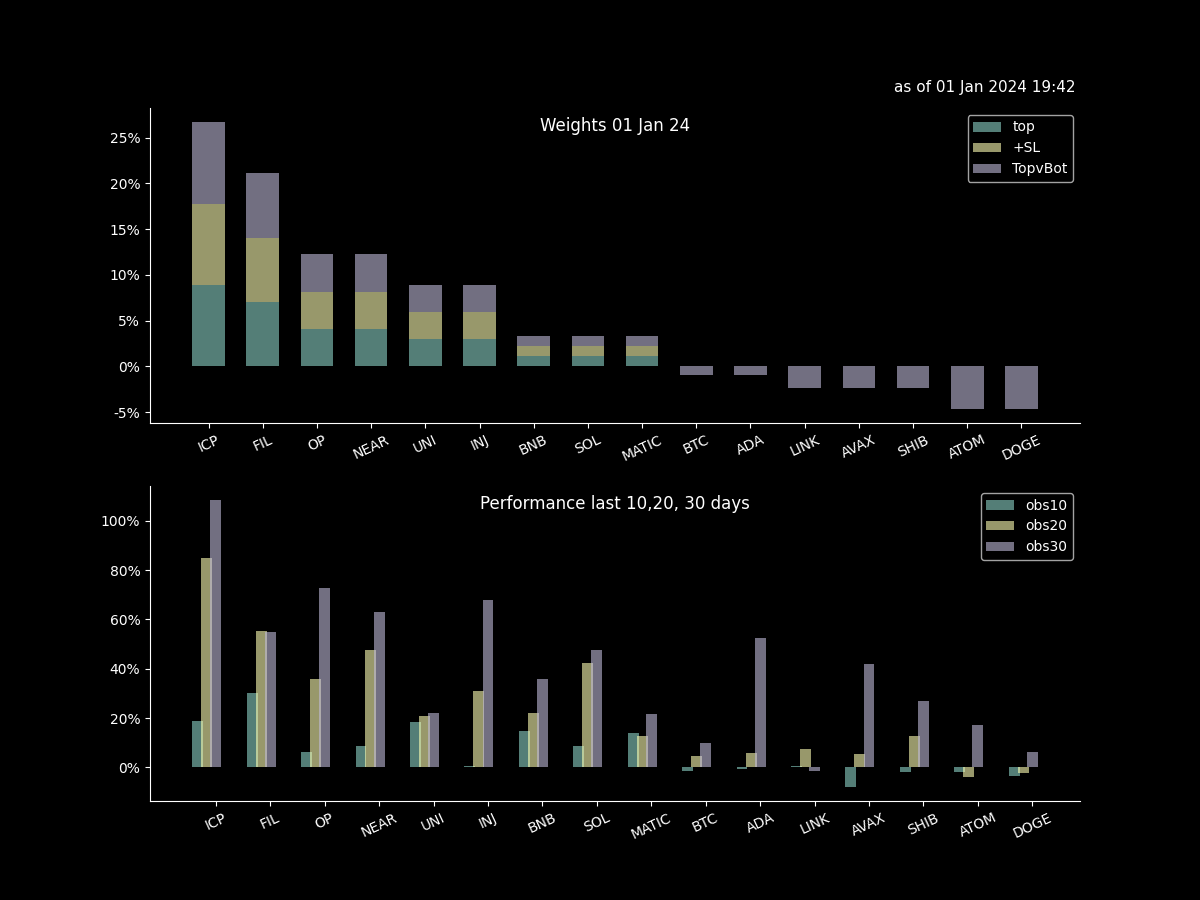 as of 01 Jan 2024 19:42
Weights 01 Jan 24
top
+SL
TopvBot
25%
20%
15%
10%
5%
0%
-5%
ICP FIL OP NEAR UNI INJ BNB SOL MATIC BTC ADA LINK AVAX SHIB ATOM DOGE
Performance last 10,20, 30 days
obs10
obs20
obs30
100%
80%
60%
40%
20%
0%
ICP FIL OP NEAR UNI INJ BNB SOL MATIC BTC ADA LINK AVAX SHIB ATOM DOGE